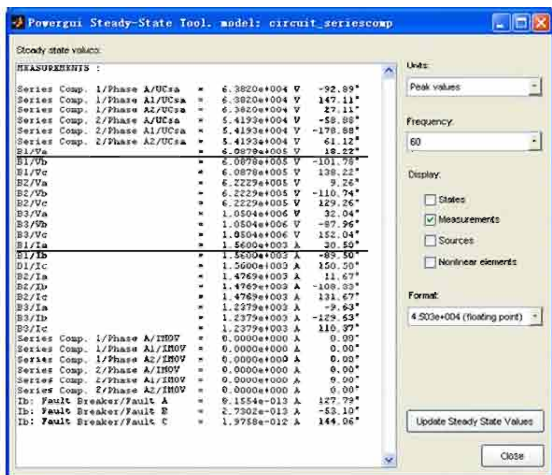 Powergui Steady-State Tool. model: circuit_seriescomp
Steady state values:
MEASUREMENTS :
Series Comp. 1/Phase A/UCsa = 6.3820e+004 V -92.89°
Series Comp. 1/Phase A1/UCsa = 6.3820e+004 V 147.11°
Series Comp. 1/Phase A2/UCsa = 6.3820e+004 V 27.11°
Series Comp. 2/Phase A/UCsa = 5.4193e+004 V -58.88°
Series Comp. 2/Phase A1/UCsa = 5.4193e+004 V -178.88°
Series Comp. 2/Phase A2/UCsa = 5.4193e+004 V 61.12°
B1/Va = 6.0878e+005 V 18.22°
B1/Vb = 6.0878e+005 V -101.78°
B1/Vc = 6.0878e+005 V 138.22°
B2/Va = 6.2229e+005 V 9.26°
B2/Vb = 6.2229e+005 V -110.74°
B2/Vc = 6.2229e+005 V 129.26°
B3/Va = 1.0504e+006 V 32.04°
B3/Vb = 1.0504e+006 V -87.96°
B3/Vc = 1.0504e+006 V 152.04°
B1/Ia = 1.5600e+003 A 30.50°
B1/Ib = 1.5600e+003 A -89.50°
B1/Ic = 1.5600e+003 A 150.50°
B2/Ia = 1.4769e+003 A 11.67°
B2/Ib = 1.4769e+003 A -108.33°
B2/Ic = 1.4769e+003 A 131.67°
B3/Ia = 1.2379e+003 A -9.63°
B3/Ib = 1.2379e+003 A -129.63°
B3/Ic = 1.2379e+003 A 110.37°
Series Comp. 1/Phase A/IMOV = 0.0000e+000 A 0.00°
Series Comp. 1/Phase A1/IMOV = 0.0000e+000 A 0.00°
Series Comp. 1/Phase A2/IMOV = 0.0000e+000 A 0.00°
Series Comp. 2/Phase A/IMOV = 0.0000e+000 A 0.00°
Series Comp. 2/Phase A1/IMOV = 0.0000e+000 A 0.00°
Series Comp. 2/Phase A2/IMOV = 0.0000e+000 A 0.00°
Ib: Fault Breaker/Fault A = 9.1554e-013 A 127.79°
Ib: Fault Breaker/Fault B = 2.7302e-013 A -53.10°
Ib: Fault Breaker/Fault C = 1.9758e-012 A 144.06°
Units:
Peak values
Frequency:
60
Display:
States
Measurements
Sources
Nonlinear elements
Format:
4.503e+004 (floating point)
Update Steady State Values
Close